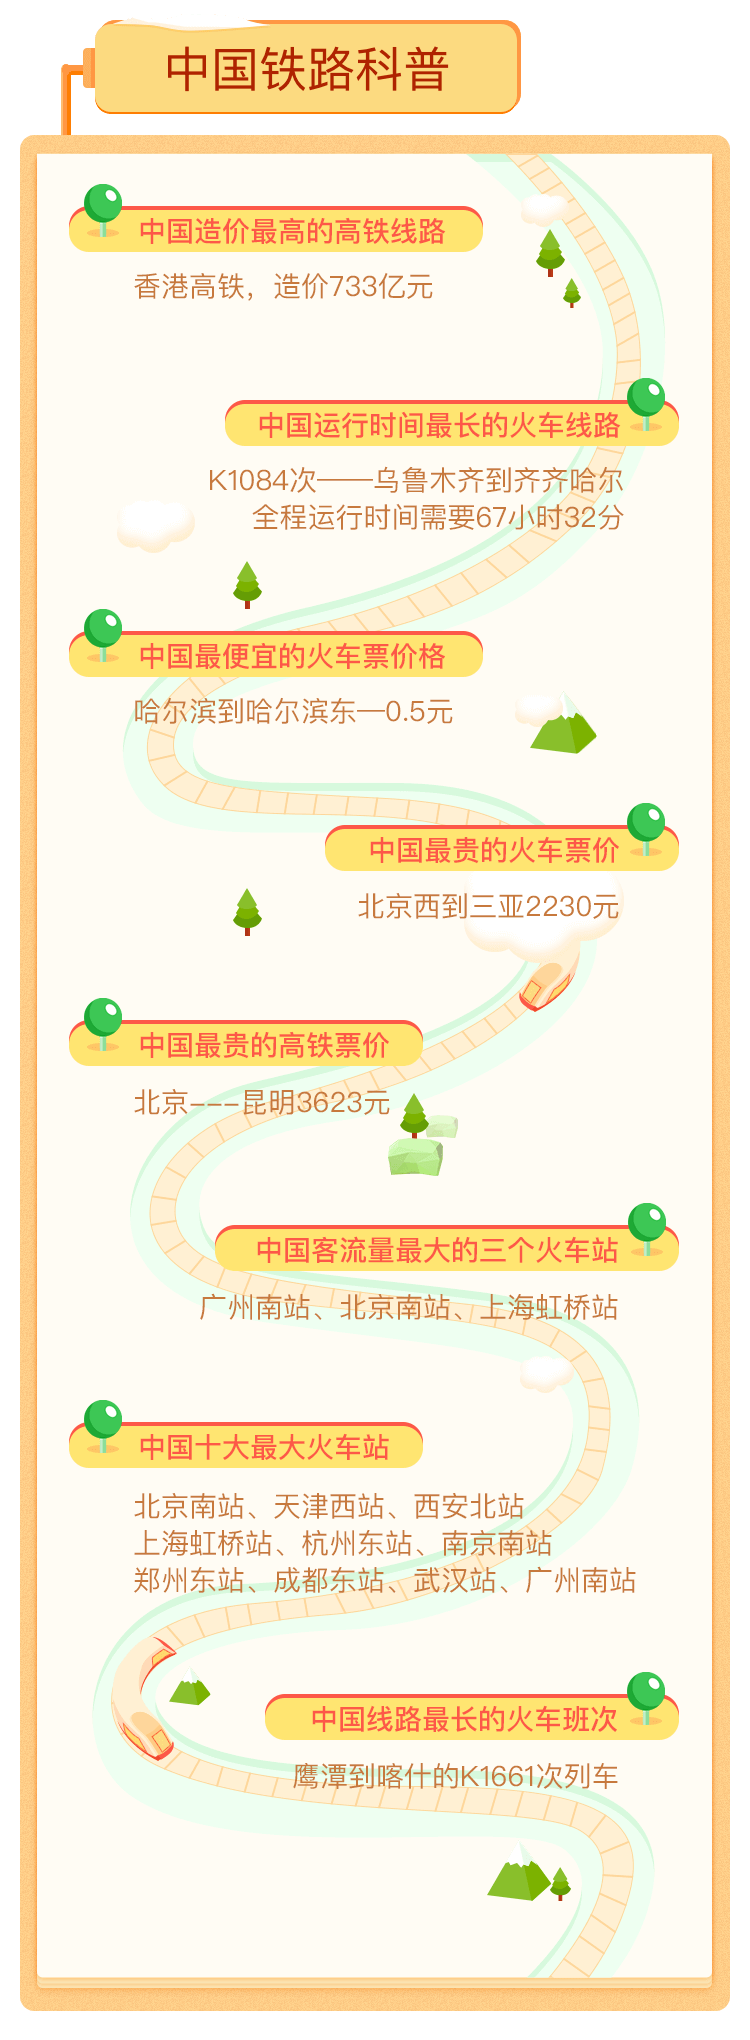 中国铁路科普
中国造价最高的高铁线路
香港高铁，造价733亿元
中国运行时间最长的火车线路
K1084次——乌鲁木齐到齐齐哈尔
全程运行时间需要67小时32分
中国最便宜的火车票价格
哈尔滨到哈尔滨东—0.5元
中国最贵的火车票价
北京西到三亚2230元
中国最贵的高铁票价
北京---昆明3623元
中国客流量最大的三个火车站
广州南站、北京南站、上海虹桥站
中国十大最大火车站
北京南站、天津西站、西安北站
上海虹桥站、杭州东站、南京南站
郑州东站、成都东站、武汉站、广州南站
中国线路最长的火车班次
鹰潭到喀什的K1661次列车